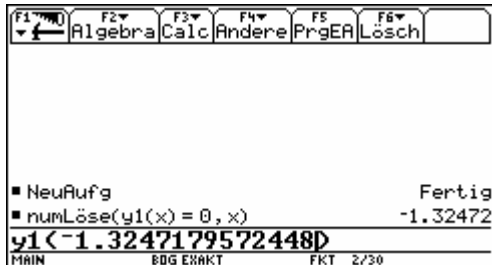 F1 F2▼ Algebra F3▼ Calc F4▼ Andere F5 PrgEA F6▼ Lösch
■ NeuAufg Fertig
■ numLöse(y1(x) = 0, x) -1.32472
y1(-1.3247179572448)
MAIN BOG EXAKT FKT 2/30